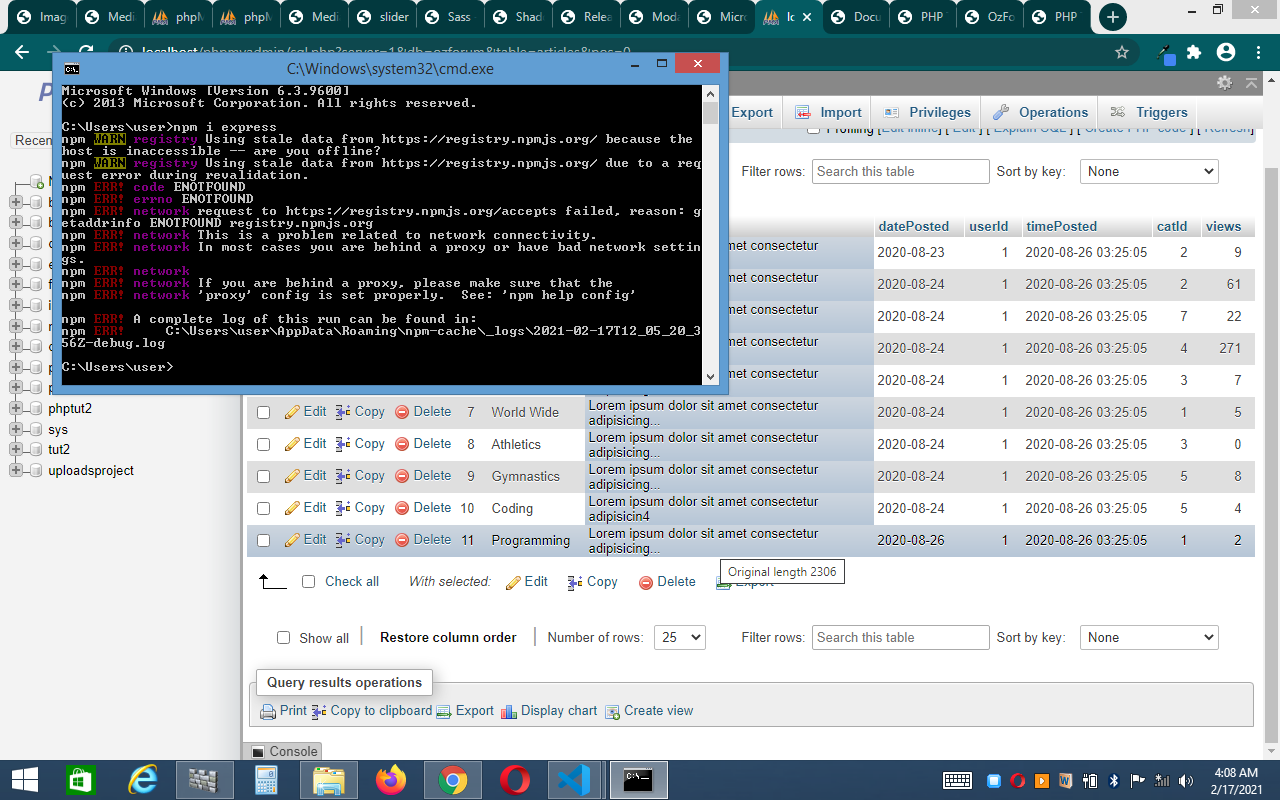 Imag
Medi
phpM
phpM
Medi
slider
Sass
Shad
Relea
Moda
Micro
lo
Docu
PHP
OzFo
PHP
C:\Windows\system32\cmd.exe
Microsoft Windows [Version 6.3.9600]
(c) 2013 Microsoft Corporation. All rights reserved.
C:\Users\user>npm i express
npm WARN registry Using stale data from https://registry.npmjs.org/ because the
host is inaccessible -- are you offline?
npm WARN registry Using stale data from https://registry.npmjs.org/ due to a req
uest error during revalidation.
npm ERR! code ENOTFOUND
npm ERR! errno ENOTFOUND
npm ERR! network request to https://registry.npmjs.org/accepts failed, reason: g
etaddrinfo ENOTFOUND registry.npmjs.org
npm ERR! network This is a problem related to network connectivity.
npm ERR! network In most cases you are behind a proxy or have bad network settin
gs.
npm ERR! network
npm ERR! network If you are behind a proxy, please make sure that the
npm ERR! network 'proxy' config is set properly.  See: 'npm help config'
npm ERR! A complete log of this run can be found in:
npm ERR!     C:\Users\user\AppData\Roaming\npm-cache\_logs\2021-02-17T12_05_20_3
56Z-debug.log
C:\Users\user>
Recen
phptut2
sys
tut2
uploadsproject
Export Import Privileges Operations Triggers
Profiling [Edit inline] [ Edit ] [ Explain SQL ] [ Create PHP code ] [ Refresh]
Filter rows: Search this table Sort by key: None
datePosted userId timePosted catId views
amet consectetur 2020-08-23 1 2020-08-26 03:25:05 2 9
amet consectetur 2020-08-24 1 2020-08-26 03:25:05 2 61
amet consectetur 2020-08-24 1 2020-08-26 03:25:05 7 22
amet consectetur 2020-08-24 1 2020-08-26 03:25:05 4 271
amet consectetur 2020-08-24 1 2020-08-26 03:25:05 3 7
Edit Copy Delete 7 World Wide Lorem ipsum dolor sit amet consectetur 2020-08-24 1 2020-08-26 03:25:05 1 5
adipisicing...
Edit Copy Delete 8 Athletics Lorem ipsum dolor sit amet consectetur 2020-08-24 1 2020-08-26 03:25:05 3 0
adipisicing...
Edit Copy Delete 9 Gymnastics Lorem ipsum dolor sit amet consectetur 2020-08-24 1 2020-08-26 03:25:05 5 8
adipisicing...
Edit Copy Delete 10 Coding Lorem ipsum dolor sit amet consectetur 2020-08-24 1 2020-08-26 03:25:05 5 4
adipisicin4
Edit Copy Delete 11 Programming Lorem ipsum dolor sit amet consectetur 2020-08-26 1 2020-08-26 03:25:05 1 2
adipisicing...
Original length 2306
Check all With selected: Edit Copy Delete Export
Show all Restore column order Number of rows: 25 Filter rows: Search this table Sort by key: None
Query results operations
Print Copy to clipboard Export Display chart Create view
Console
4:08 AM
2/17/2021